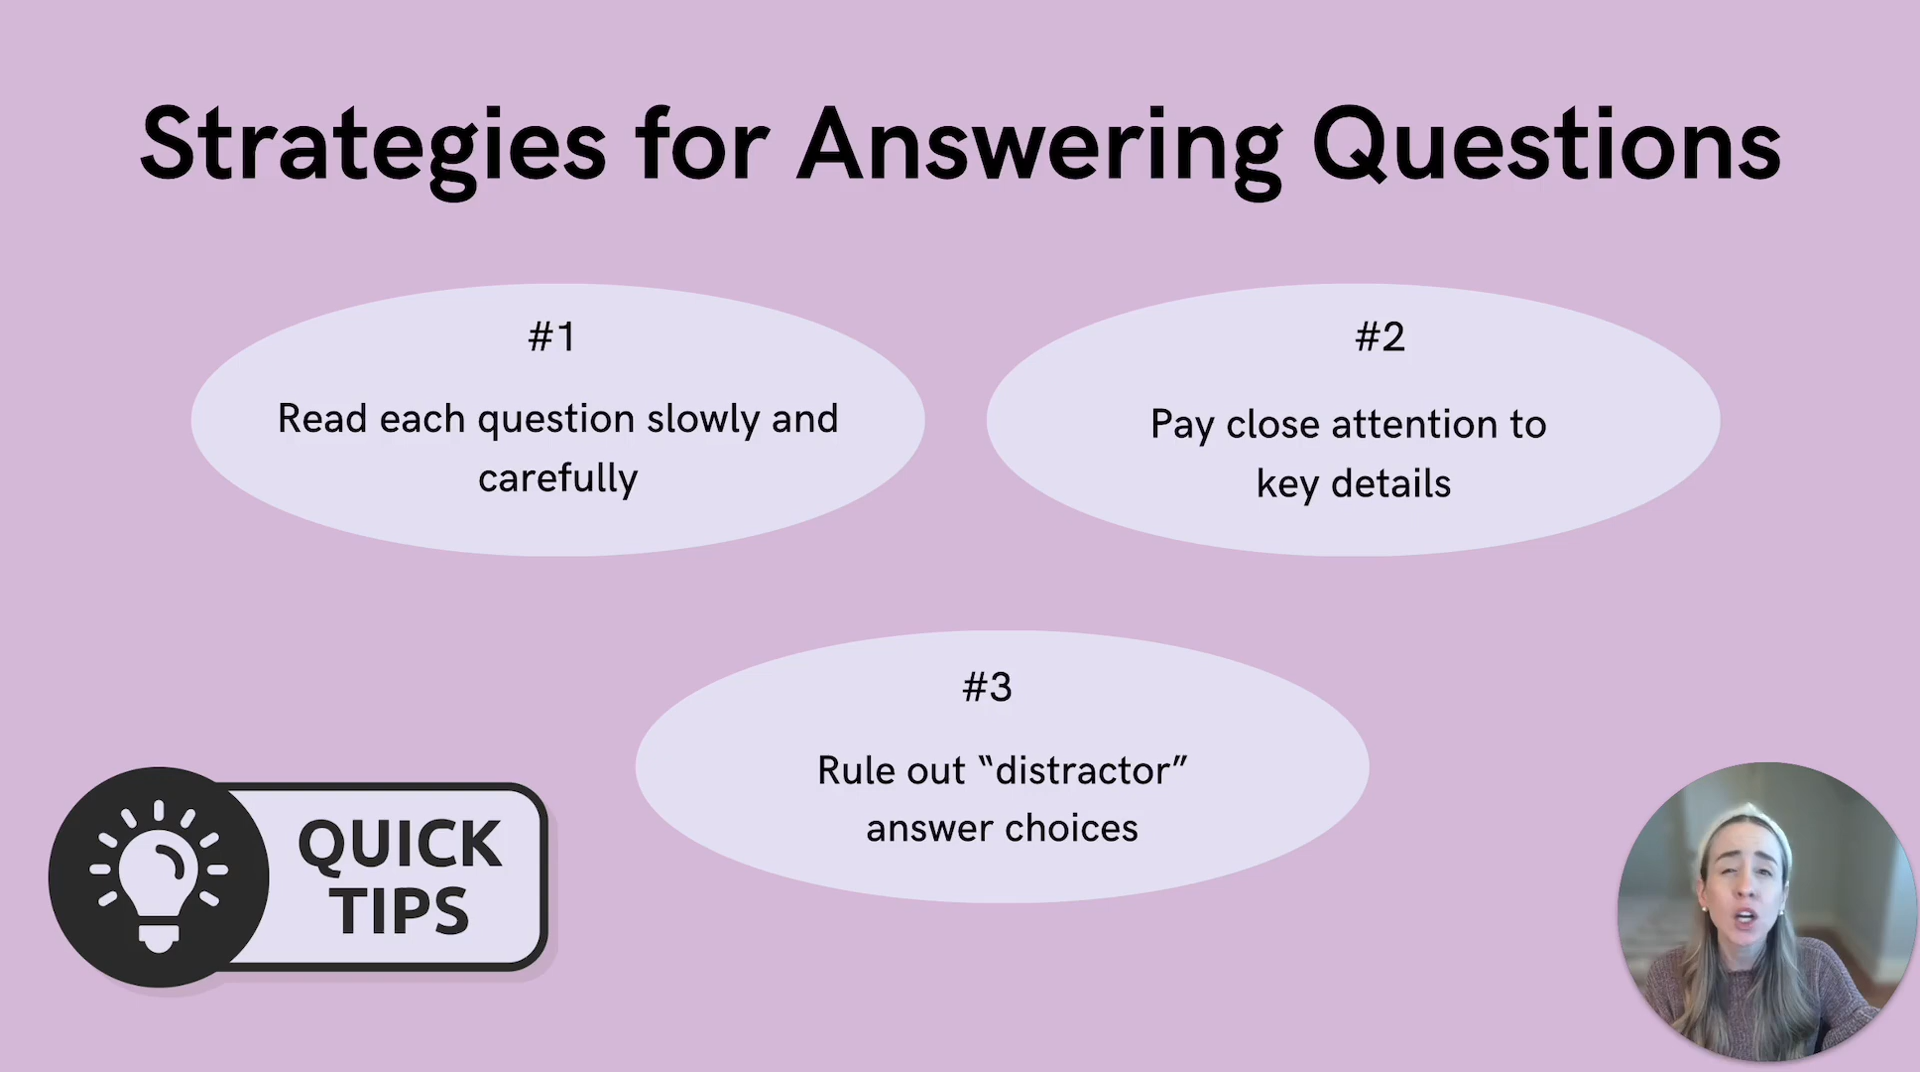 Strategies for Answering Questions
#1
Read each question slowly and
carefully
#2
Pay close attention to
key details
#3
Rule out “distractor”
answer choices
QUICK
TIPS